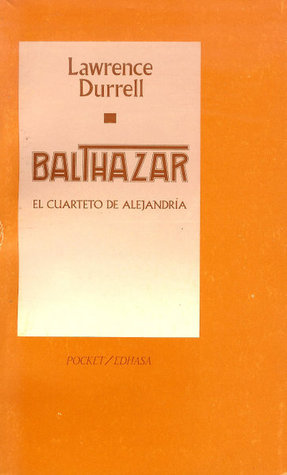 Lawrence
Durrell
BALTHAZAR
EL CUARTETO DE ALEJANDRÍA
POCKET/EDHASA